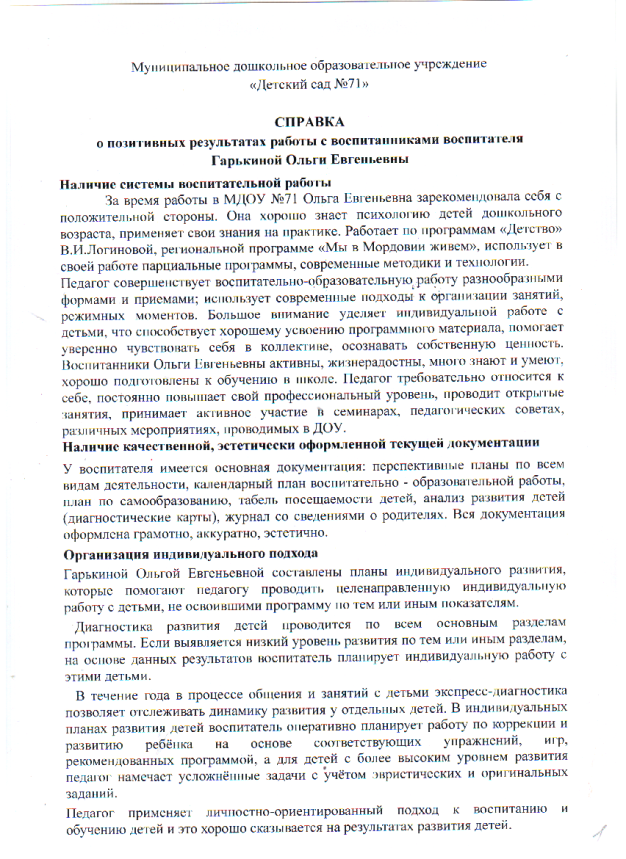 Муниципальное дошкольное образовательное учреждение
«Детский сад №71»
СПРАВКА
о позитивных результатах работы с воспитанниками воспитателя
Гарькиной Ольги Евгеньевны
Наличие системы воспитательной работы
За время работы в МДОУ №71 Ольга Евгеньевна зарекомендовала себя с
положительной стороны. Она хорошо знает психологию детей дошкольного
возраста, применяет свои знания на практике. Работает по программам «Детство»
В.И.Логиновой, региональной программе «Мы в Мордовии живем», использует в
своей работе парциальные программы, современные методики и технологии.
Педагог совершенствует воспитательно-образовательную работу разнообразными
формами и приемами; использует современные подходы к организации занятий,
режимных моментов. Большое внимание уделяет индивидуальной работе с
детьми, что способствует хорошему усвоению программного материала, помогает
уверенно чувствовать себя в коллективе, осознавать собственную ценность.
Воспитанники Ольги Евгеньевны активны, жизнерадостны, много знают и умеют,
хорошо подготовлены к обучению в школе. Педагог требовательно относится к
себе, постоянно повышает свой профессиональный уровень, проводит открытые
занятия, принимает активное участие в семинарах, педагогических советах,
различных мероприятиях, проводимых в ДОУ.
Наличие качественной, эстетически оформленной текущей документации
У воспитателя имеется основная документация: перспективные планы по всем
видам деятельности, календарный план воспитательно - образовательной работы,
план по самообразованию, табель посещаемости детей, анализ развития детей
(диагностические карты), журнал со сведениями о родителях. Вся документация
оформлена грамотно, аккуратно, эстетично.
Организация индивидуального подхода
Гарькиной Ольгой Евгеньевной составлены планы индивидуального развития,
которые помогают педагогу проводить целенаправленную индивидуальную
работу с детьми, не освоившими программу по тем или иным показателям.
Диагностика развития детей проводится по всем основным разделам
программы. Если выявляется низкий уровень развития по тем или иным разделам,
на основе данных результатов воспитатель планирует индивидуальную работу с
этими детьми.
В течение года в процессе общения и занятий с детьми экспресс-диагностика
позволяет отслеживать динамику развития у отдельных детей. В индивидуальных
планах развития детей воспитатель оперативно планирует работу по коррекции и
развитию ребёнка на основе соответствующих упражнений, игр,
рекомендованных программой, а для детей с более высоким уровнем развития
педагог намечает усложнённые задачи с учётом эвристических и оригинальных
заданий.
Педагог применяет личностно-ориентированный подход к воспитанию и
обучению детей и это хорошо сказывается на результатах развития детей.
1